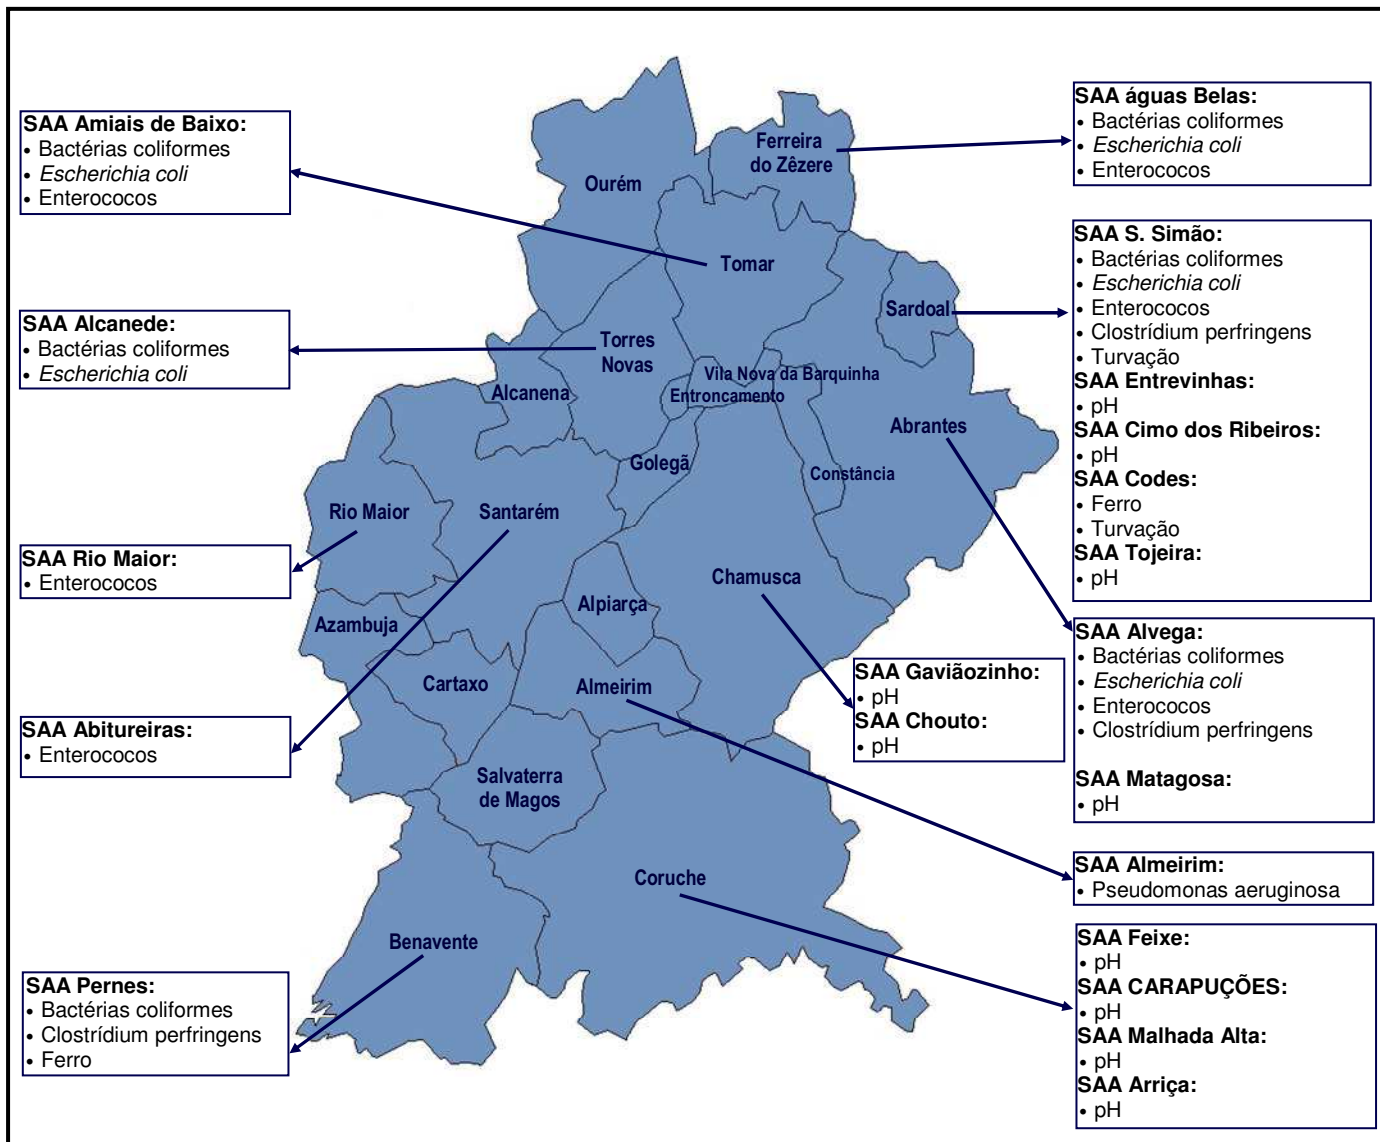 SAA Amiais de Baixo:
• Bactérias coliformes
• Escherichia coli
• Enterococos
SAA Alcanede:
• Bactérias coliformes
• Escherichia coli
SAA Rio Maior:
• Enterococos
SAA Abitureiras:
• Enterococos
SAA Pernes:
• Bactérias coliformes
• Clostrídium perfringens
• Ferro
Ourém
Ferreira
do Zêzere
Tomar
Sardoal
Torres
Novas
Vila Nova da Barquinha
Alcanena
Entroncamento
Abrantes
Golegã
Constância
Rio Maior
Santarém
Chamusca
Alpiarça
Azambuja
Cartaxo
Almeirim
Salvaterra
de Magos
Coruche
Benavente
SAA Gaviãozinho:
• pH
SAA Chouto:
• pH
SAA águas Belas:
• Bactérias coliformes
• Escherichia coli
• Enterococos
SAA S. Simão:
• Bactérias coliformes
• Escherichia coli
• Enterococos
• Clostrídium perfringens
• Turvação
SAA Entrevinhas:
• pH
SAA Cimo dos Ribeiros:
• pH
SAA Codes:
• Ferro
• Turvação
SAA Tojeira:
• pH
SAA Alvega:
• Bactérias coliformes
• Escherichia coli
• Enterococos
• Clostrídium perfringens
SAA Matagosa:
• pH
SAA Almeirim:
• Pseudomonas aeruginosa
SAA Feixe:
• pH
SAA CARAPUÇÕES:
• pH
SAA Malhada Alta:
• pH
SAA Arriça:
• pH